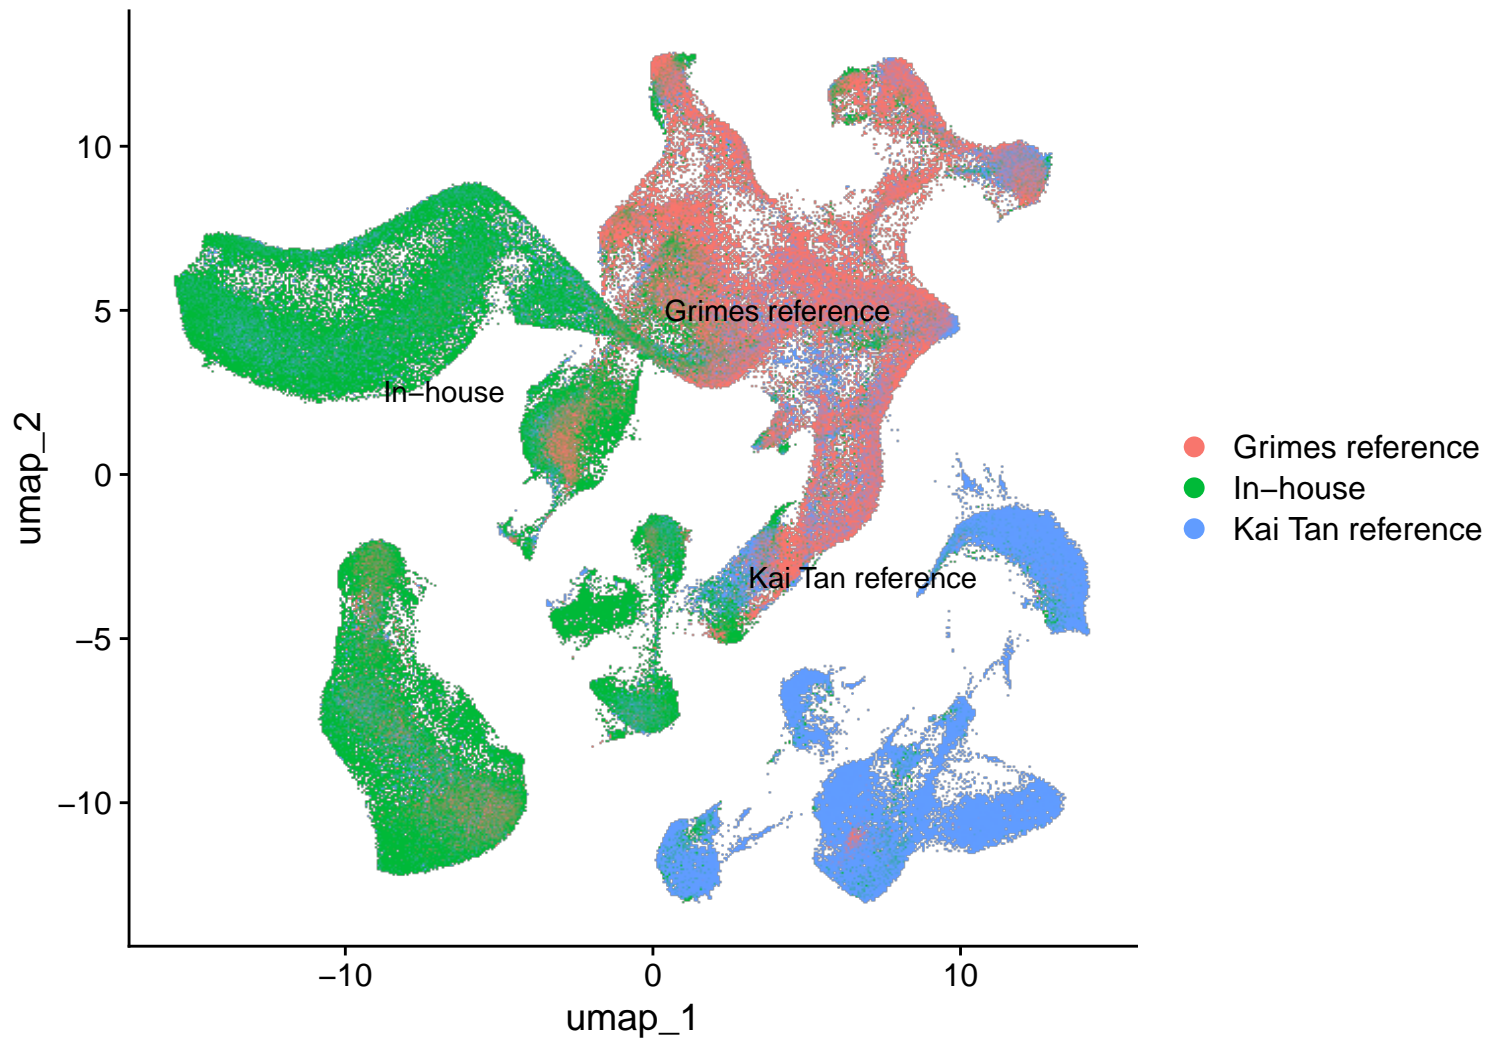 10
5
0
−5
−10
umap_2
Grimes reference
In−house
Kai Tan reference
−10
0
10
umap_1
Grimes reference
In−house
Kai Tan reference